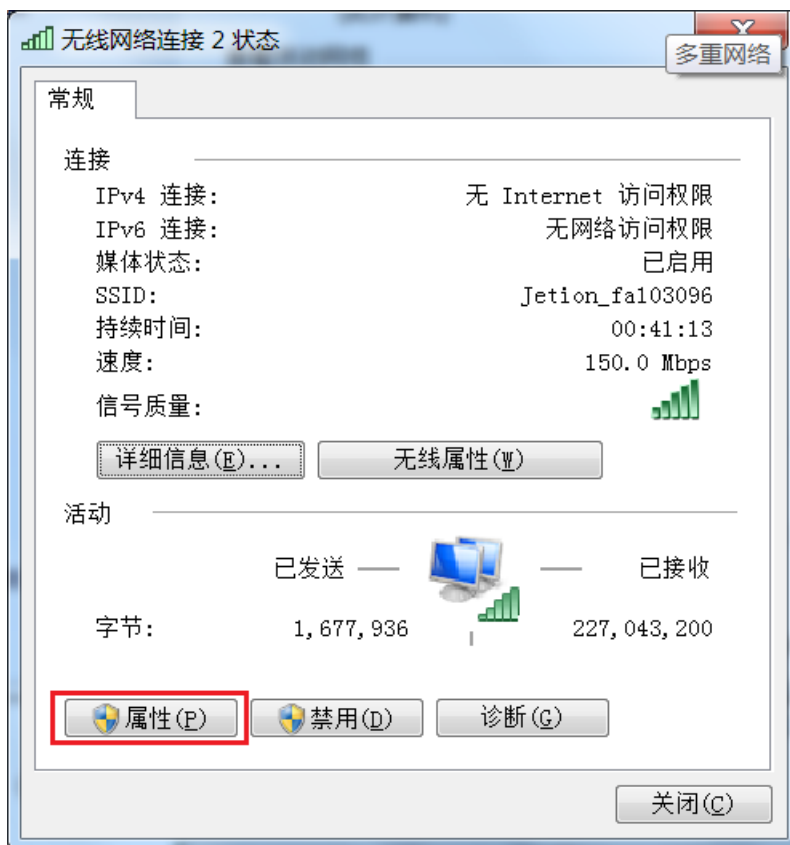 无线网络连接 2 状态
多重网络
常规
连接
IPv4 连接: 无 Internet 访问权限
IPv6 连接: 无网络访问权限
媒体状态: 已启用
SSID: Jetion_fa103096
持续时间: 00:41:13
速度: 150.0 Mbps
信号质量:
详细信息(E)... 无线属性(W)
活动
已发送 — — 已接收
字节: 1,677,936 227,043,200
属性(P) 禁用(D) 诊断(G)
关闭(C)